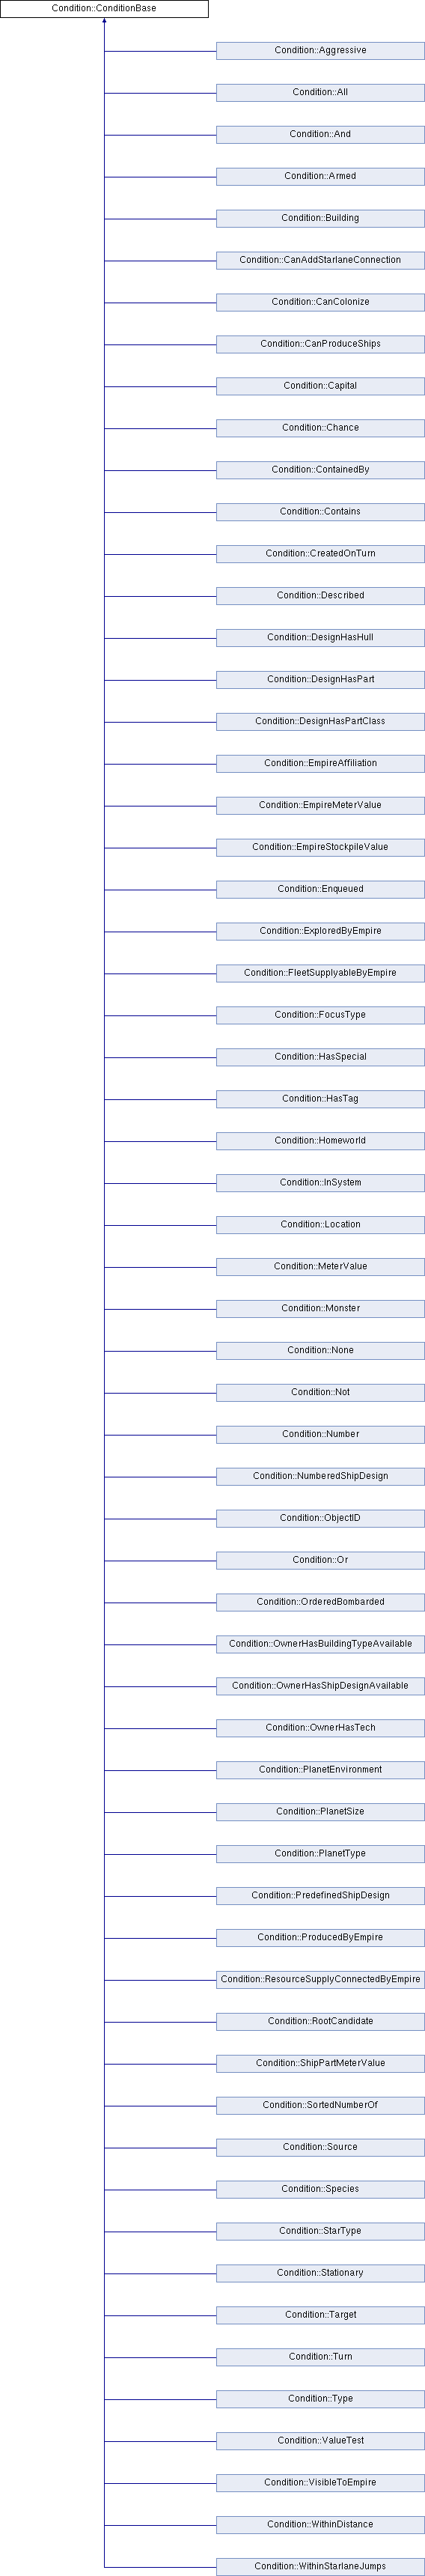 Condition::ConditionBase
Condition::Aggressive
Condition::All
Condition::And
Condition::Armed
Condition::Building
Condition::CanAddStarlaneConnection
Condition::CanColonize
Condition::CanProduceShips
Condition::Capital
Condition::Chance
Condition::ContainedBy
Condition::Contains
Condition::CreatedOnTurn
Condition::Described
Condition::DesignHasHull
Condition::DesignHasPart
Condition::DesignHasPartClass
Condition::EmpireAffiliation
Condition::EmpireMeterValue
Condition::EmpireStockpileValue
Condition::Enqueued
Condition::ExploredByEmpire
Condition::FleetSupplyableByEmpire
Condition::FocusType
Condition::HasSpecial
Condition::HasTag
Condition::Homeworld
Condition::InSystem
Condition::Location
Condition::MeterValue
Condition::Monster
Condition::None
Condition::Not
Condition::Number
Condition::NumberedShipDesign
Condition::ObjectID
Condition::Or
Condition::OrderedBombarded
Condition::OwnerHasBuildingTypeAvailable
Condition::OwnerHasShipDesignAvailable
Condition::OwnerHasTech
Condition::PlanetEnvironment
Condition::PlanetSize
Condition::PlanetType
Condition::PredefinedShipDesign
Condition::ProducedByEmpire
Condition::ResourceSupplyConnectedByEmpire
Condition::RootCandidate
Condition::ShipPartMeterValue
Condition::SortedNumberOf
Condition::Source
Condition::Species
Condition::StarType
Condition::Stationary
Condition::Target
Condition::Turn
Condition::Type
Condition::ValueTest
Condition::VisibleToEmpire
Condition::WithinDistance
Condition::WithinStarlaneJumps